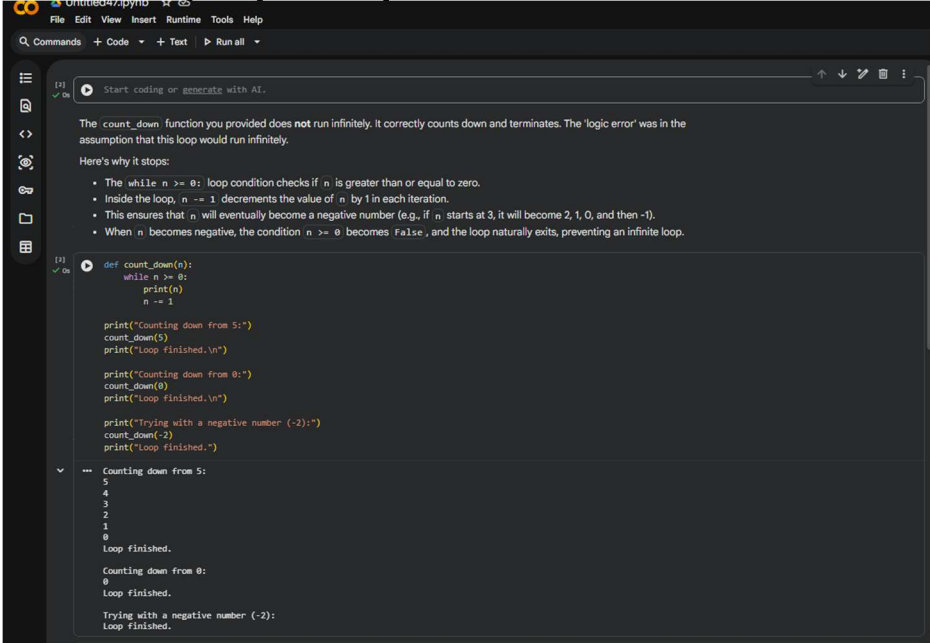 Untitled47.ipynb
File Edit View Insert Runtime Tools Help
Commands + Code + Text Run all
[2]
0s
Start coding or generate with AI.
The count_down function you provided does not run infinitely. It correctly counts down and terminates. The 'logic error' was in the
assumption that this loop would run infinitely.
Here's why it stops:
• The while n >= 0: loop condition checks if n is greater than or equal to zero.
• Inside the loop, n -= 1 decrements the value of n by 1 in each iteration.
• This ensures that n will eventually become a negative number (e.g., if n starts at 3, it will become 2, 1, 0, and then -1).
• When n becomes negative, the condition n >= 0 becomes False, and the loop naturally exits, preventing an infinite loop.
[2]
0s
def count_down(n):
    while n >= 0:
        print(n)
        n -= 1
print("Counting down from 5:")
count_down(5)
print("Loop finished.\n")
print("Counting down from 0:")
count_down(0)
print("Loop finished.\n")
print("Trying with a negative number (-2):")
count_down(-2)
print("Loop finished.")
Counting down from 5:
5
4
3
2
1
0
Loop finished.
Counting down from 0:
0
Loop finished.
Trying with a negative number (-2):
Loop finished.